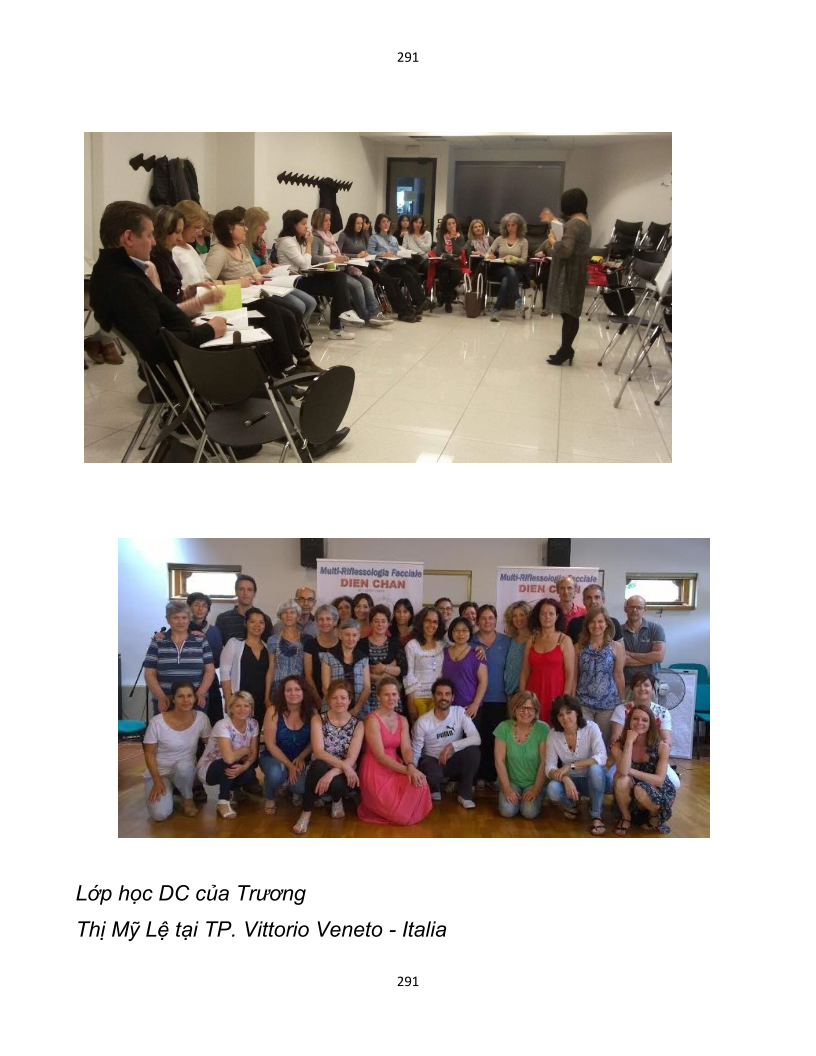 291
Multi-Riflessologia Facciale
DIEN CHAN
Multi-Riflessologia Facciale
DIEN CHAN
PUMA
Lớp học DC của Trương
Thị Mỹ Lệ tại TP. Vittorio Veneto - Italia
291